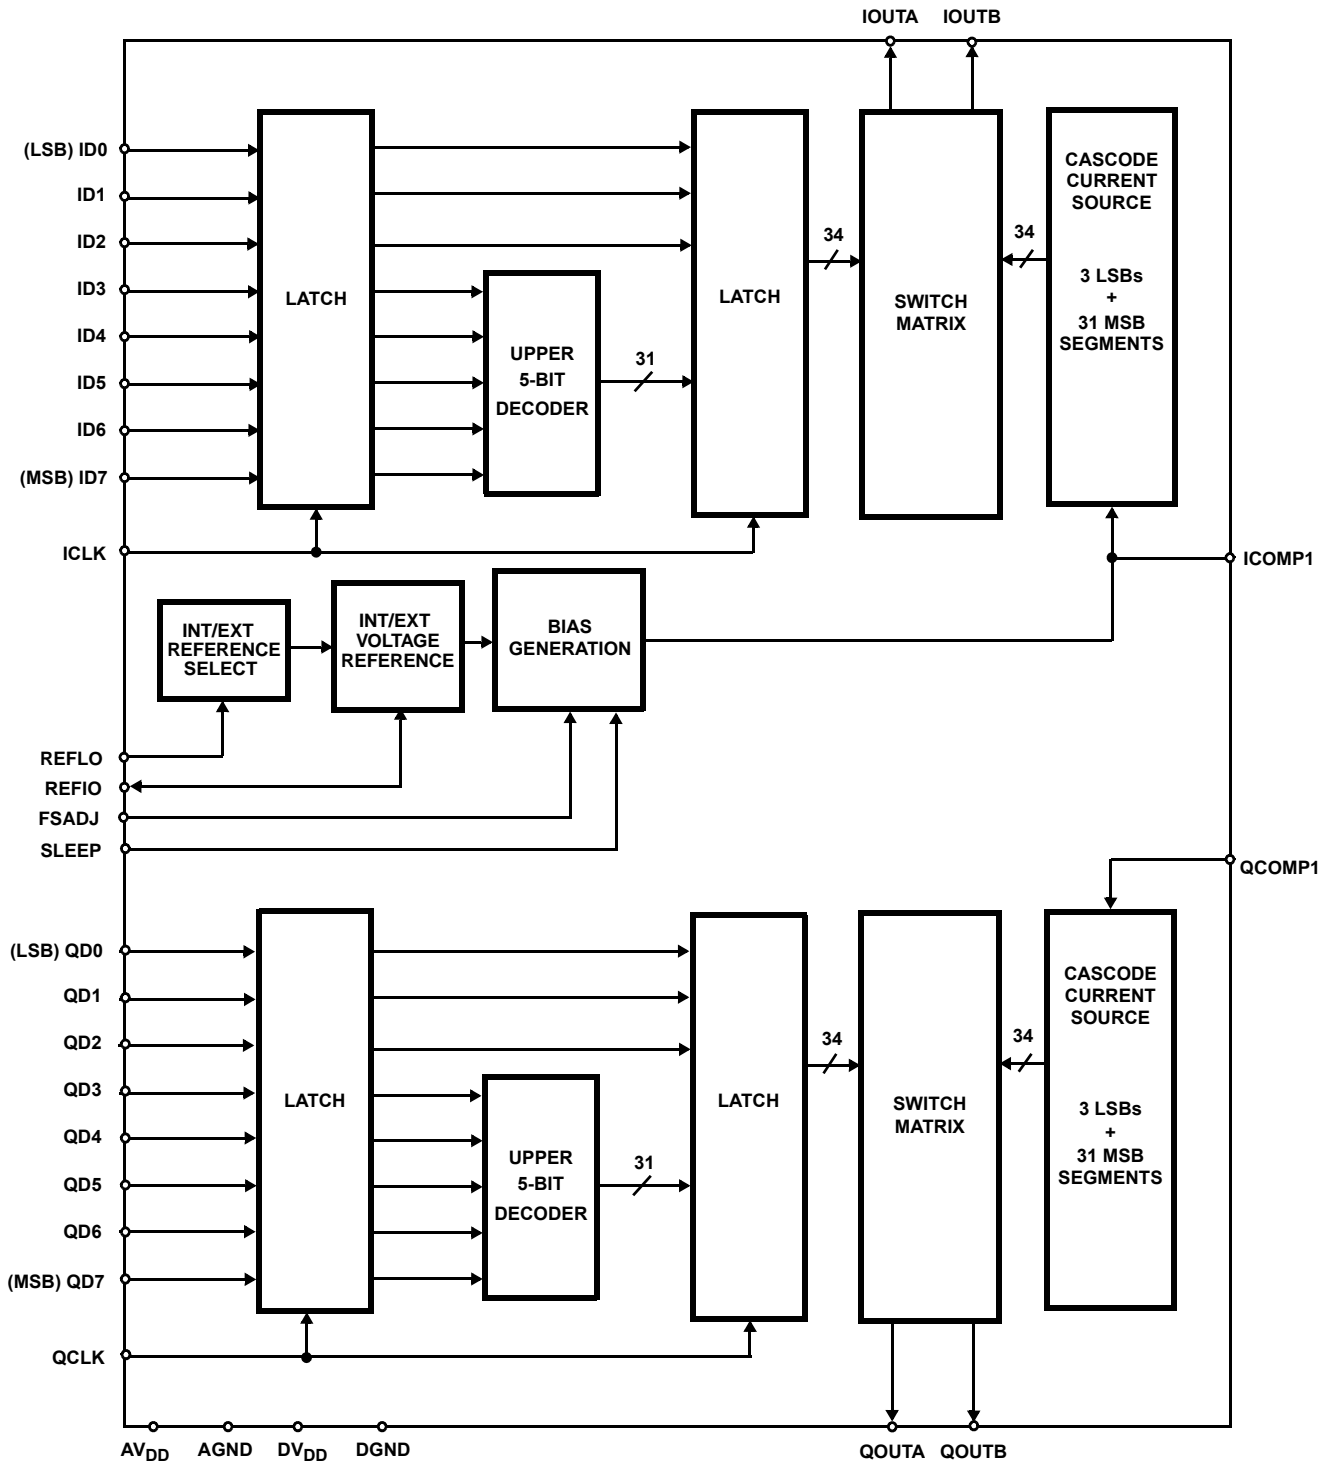 IOUTA IOUTB
(LSB) ID0
ID1
ID2
ID3
ID4
ID5
ID6
(MSB) ID7
ICLK
LATCH
UPPER
5-BIT
DECODER
31
LATCH
34
SWITCH
MATRIX
34
CASCODE
CURRENT
SOURCE
3 LSBs
+
31 MSB
SEGMENTS
ICOMP1
INT/EXT
REFERENCE
SELECT
INT/EXT
VOLTAGE
REFERENCE
BIAS
GENERATION
REFLO
REFIO
FSADJ
SLEEP
QCOMP1
(LSB) QD0
QD1
QD2
QD3
QD4
QD5
QD6
(MSB) QD7
QCLK
LATCH
UPPER
5-BIT
DECODER
31
LATCH
34
SWITCH
MATRIX
34
CASCODE
CURRENT
SOURCE
3 LSBs
+
31 MSB
SEGMENTS
AVDD AGND DVDD DGND QOUTA QOUTB